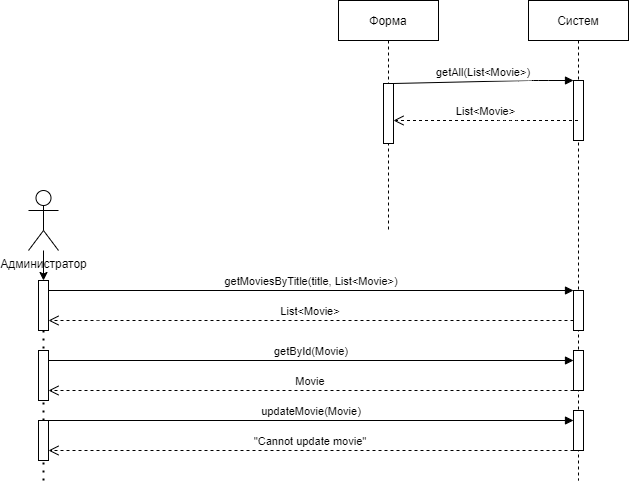 Форма
Систем
getAll(List<Movie>)
List<Movie>
Администратор
getMoviesByTitle(title, List<Movie>)
List<Movie>
getById(Movie)
Movie
updateMovie(Movie)
"Cannot update movie"